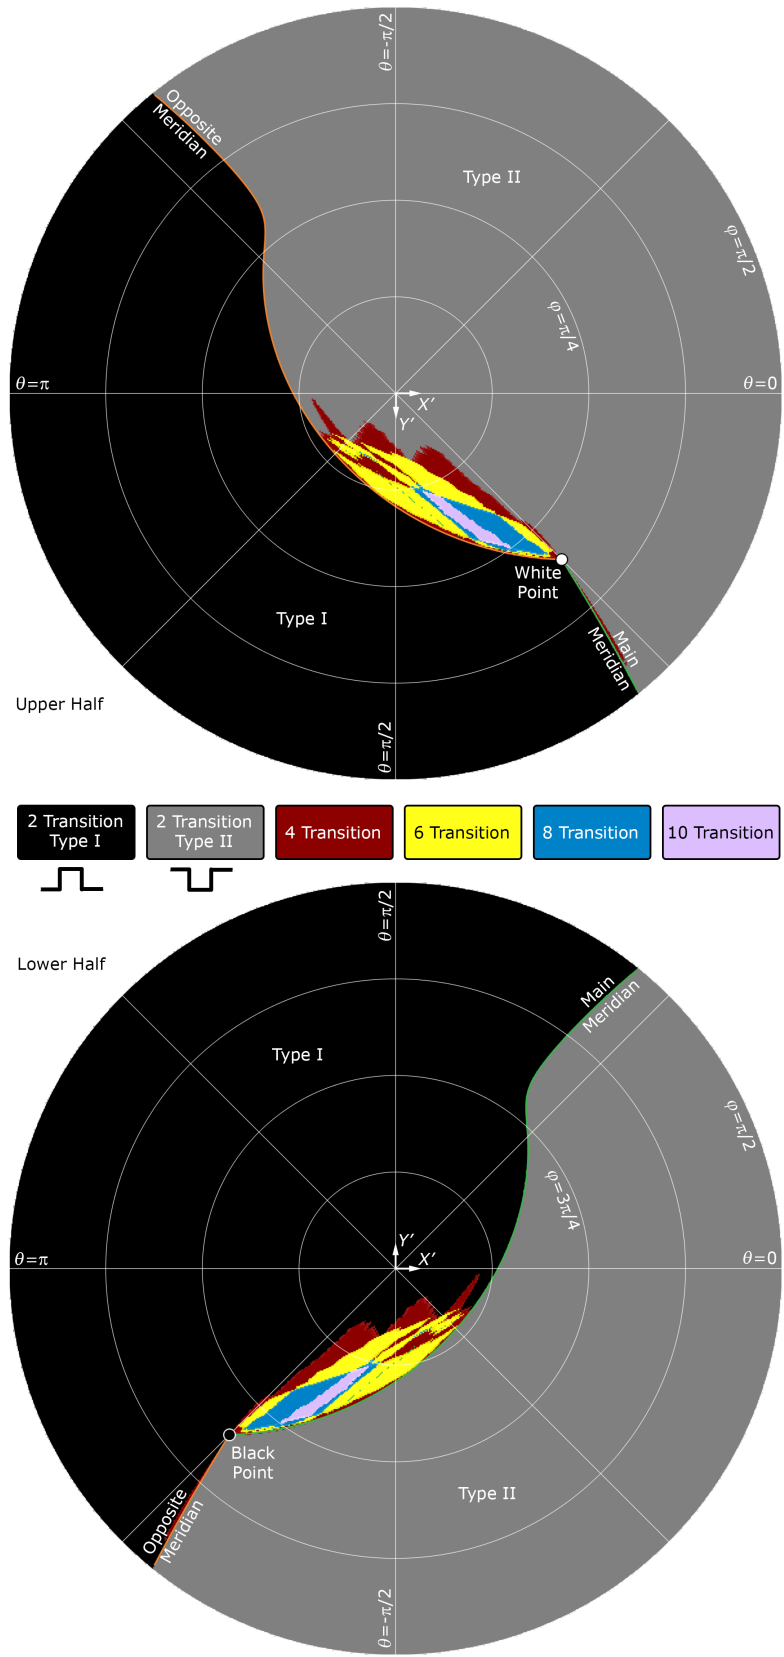 θ=-π/2
Opposite
Meridian
Type II
φ=π/2
φ=π/4
θ=π
θ=0
X′
Y′
White
Point
Type I
Main
Meridian
Upper Half
θ=π/2
2 Transition
Type I
2 Transition
Type II
4 Transition
6 Transition
8 Transition
10 Transition
θ=π/2
Lower Half
Main
Meridian
Type I
φ=π/2
φ=3π/4
Y′
X′
θ=π
θ=0
Black
Point
Type II
Opposite
Meridian
θ=-π/2